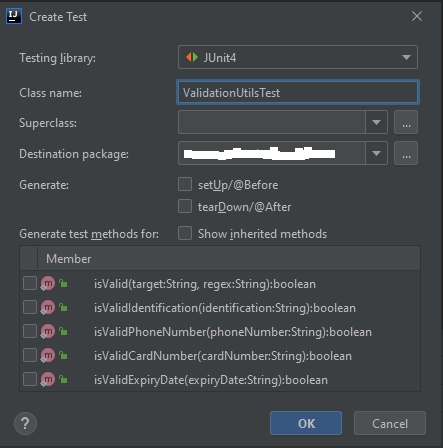 IJ Create Test
Testing library: JUnit4
Class name: ValidationUtilsTest
Superclass: ...
Destination package: ...
Generate: setUp/@Before
tearDown/@After
Generate test methods for: Show inherited methods
Member
m isValid(target:String, regex:String):boolean
m isValidIdentification(identification:String):boolean
m isValidPhoneNumber(phoneNumber:String):boolean
m isValidCardNumber(cardNumber:String):boolean
m isValidExpiryDate(expiryDate:String):boolean
? OK Cancel